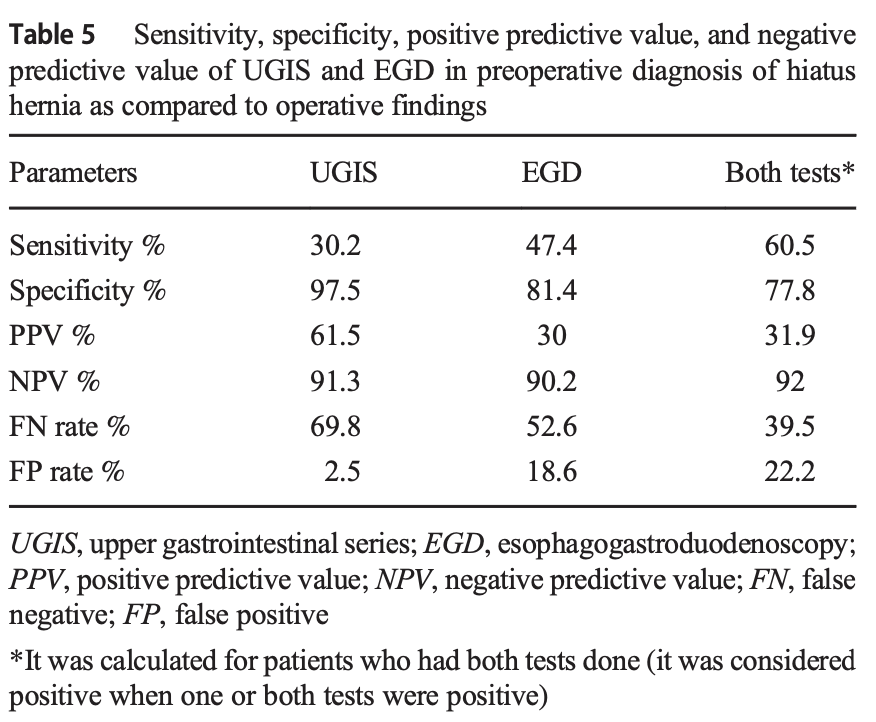 Table 5 Sensitivity, specificity, positive predictive value, and negative
predictive value of UGIS and EGD in preoperative diagnosis of hiatus
hernia as compared to operative findings
Parameters UGIS EGD Both tests*
Sensitivity % 30.2 47.4 60.5
Specificity % 97.5 81.4 77.8
PPV % 61.5 30 31.9
NPV % 91.3 90.2 92
FN rate % 69.8 52.6 39.5
FP rate % 2.5 18.6 22.2
UGIS, upper gastrointestinal series; EGD, esophagogastroduodenoscopy;
PPV, positive predictive value; NPV, negative predictive value; FN, false
negative; FP, false positive
*It was calculated for patients who had both tests done (it was considered
positive when one or both tests were positive)